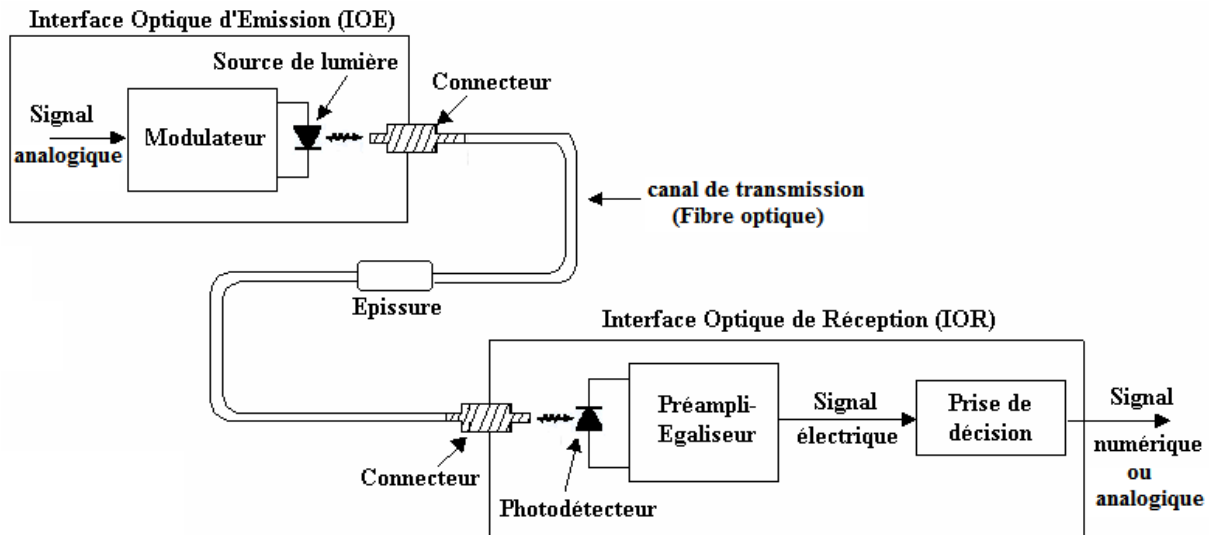 Interface Optique d'Emission (IOE)
Source de lumière
Connecteur
Signal
analogique
Modulateur
canal de transmission
(Fibre optique)
Epissure
Interface Optique de Réception (IOR)
Préampli-
Egaliseur
Signal
électrique
Prise de
décision
Signal
numérique
ou
analogique
Connecteur
Photodétecteur